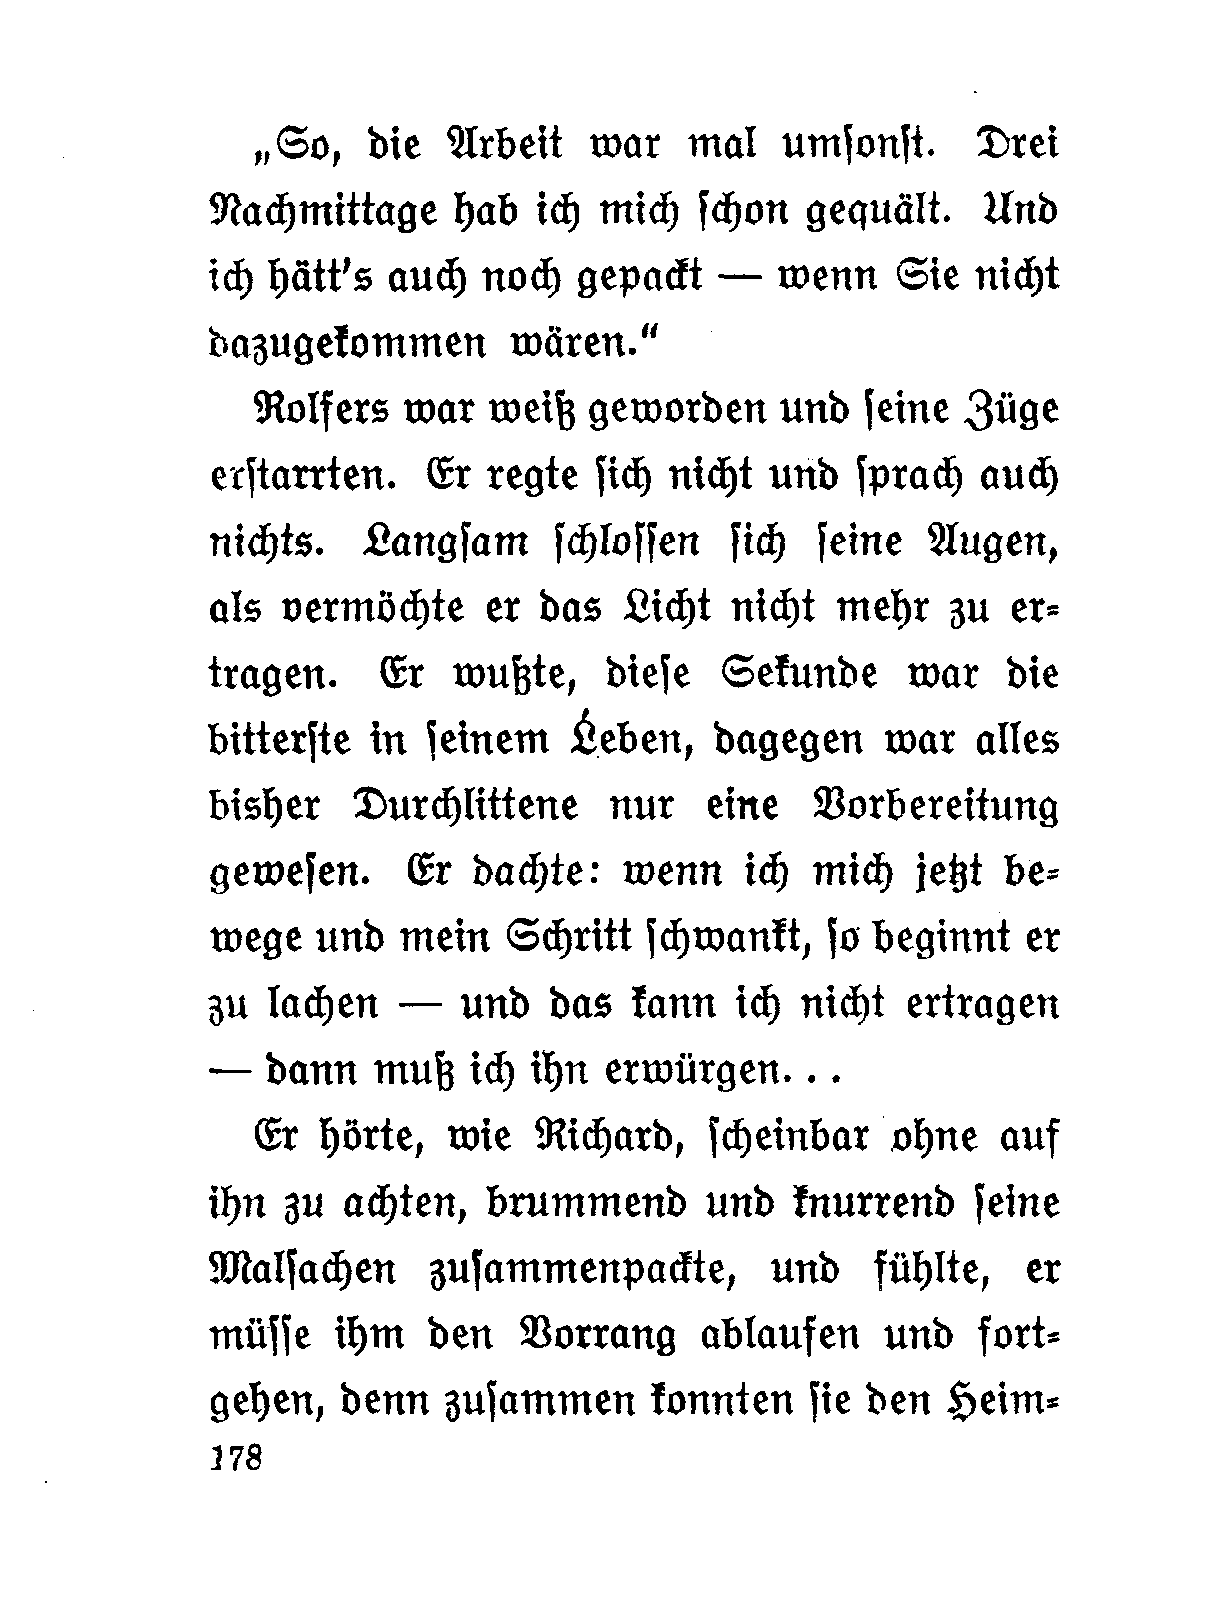 „So, die Arbeit war mal umſonſt. Drei
Nachmittage hab ich mich ſchon gequält. Und
ich hätt's auch noch gepackt — wenn Sie nicht
dazugekommen wären.“
Rolfers war weiß geworden und ſeine Züge
erſtarrten. Er regte ſich nicht und ſprach auch
nichts. Langſam ſchloſſen ſich ſeine Augen,
als vermöchte er das Licht nicht mehr zu er⸗
tragen. Er wußte, dieſe Sekunde war die
bitterſte in ſeinem Leben, dagegen war alles
bisher Durchlittene nur eine Vorbereitung
geweſen. Er dachte: wenn ich mich jetzt be⸗
wege und mein Schritt ſchwankt, ſo beginnt er
zu lachen — und das kann ich nicht ertragen
— dann muß ich ihn erwürgen. . .
Er hörte, wie Richard, ſcheinbar ohne auf
ihn zu achten, brummend und knurrend ſeine
Malſachen zuſammenpackte, und fühlte, er
müſſe ihm den Vorrang ablaufen und fort⸗
gehen, denn zuſammen konnten ſie den Heim⸗
178